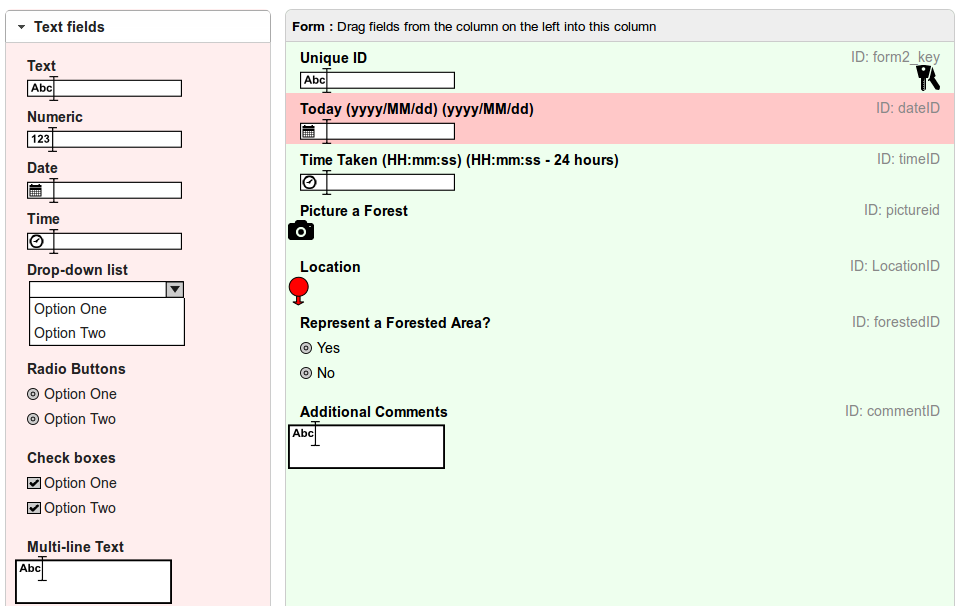 Text fields
Text
Abc
Numeric
123
Date
Time
Drop-down list
Option One
Option Two
Radio Buttons
Option One
Option Two
Check boxes
Option One
Option Two
Multi-line Text
Abc
Form : Drag fields from the column on the left into this column
Unique ID ID: form2_key
Abc
Today (yyyy/MM/dd) (yyyy/MM/dd) ID: dateID
Time Taken (HH:mm:ss) (HH:mm:ss - 24 hours) ID: timeID
Picture a Forest ID: pictureid
Location ID: LocationID
Represent a Forested Area? ID: forestedID
Yes
No
Additional Comments ID: commentID
Abc